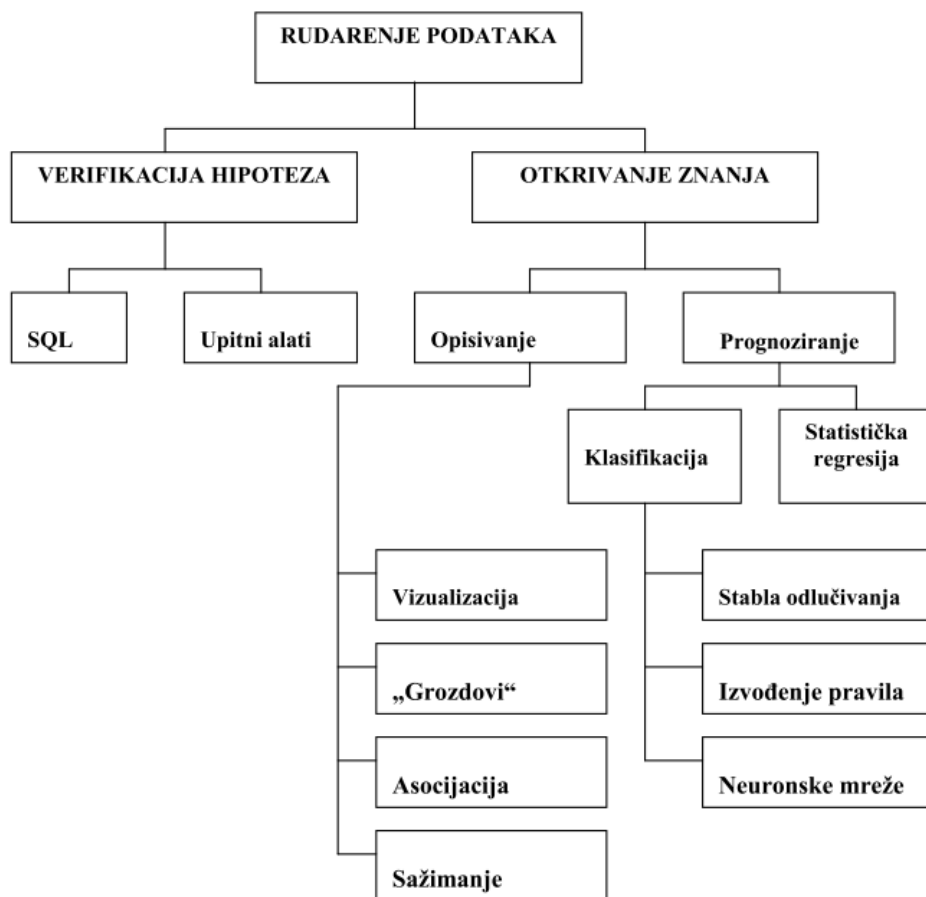 RUDARENJE PODATAKA
VERIFIKACIJA HIPOTEZA
OTKRIVANJE ZNANJA
SQL
Upitni alati
Opisivanje
Prognoziranje
Klasifikacija
Statistička
regresija
Vizualizacija
Stabla odlučivanja
„Grozdovi“
Izvođenje pravila
Asocijacija
Neuronske mreže
Sažimanje